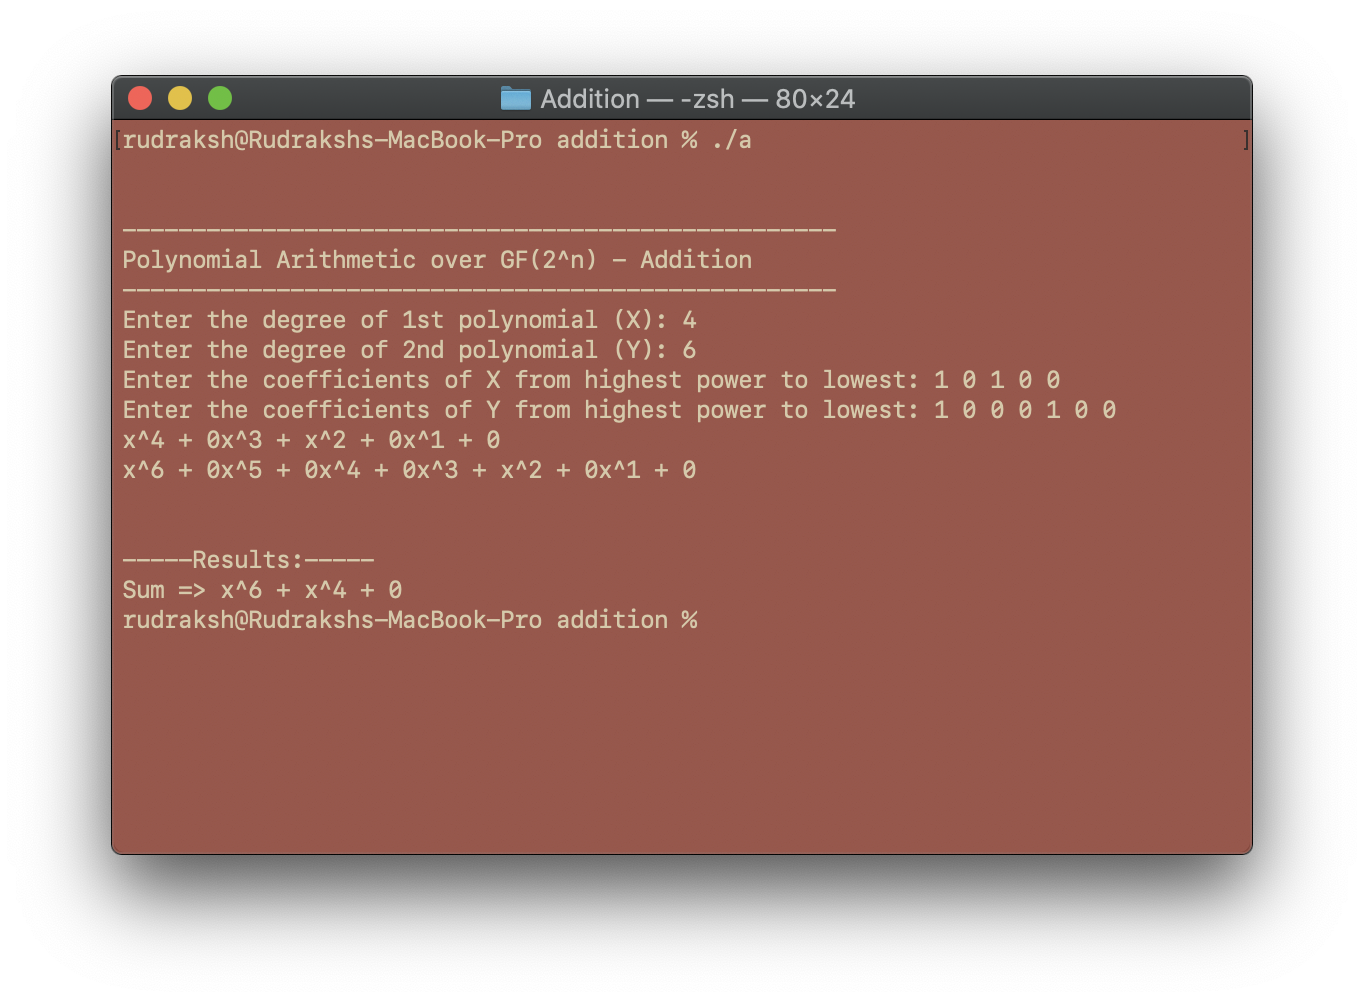 Addition — -zsh — 80×24
[rudraksh@Rudrakshs-MacBook-Pro addition % ./a ]
---------------------------------------------------
Polynomial Arithmetic over GF(2^n) - Addition
---------------------------------------------------
Enter the degree of 1st polynomial (X): 4
Enter the degree of 2nd polynomial (Y): 6
Enter the coefficients of X from highest power to lowest: 1 0 1 0 0
Enter the coefficients of Y from highest power to lowest: 1 0 0 0 1 0 0
x^4 + 0x^3 + x^2 + 0x^1 + 0
x^6 + 0x^5 + 0x^4 + 0x^3 + x^2 + 0x^1 + 0
-----Results:-----
Sum => x^6 + x^4 + 0
rudraksh@Rudrakshs-MacBook-Pro addition %